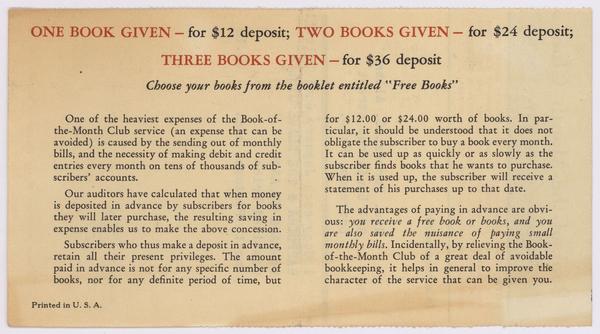 ONE BOOK GIVEN — for $12 deposit; TWO BOOKS GIVEN — for $24 deposit;
THREE BOOKS GIVEN — for $36 deposit
Choose your books from the booklet entitled "Free Books"
One of the heaviest expenses of the Book-of-
the-Month Club service (an expense that can be
avoided) is caused by the sending out of monthly
bills, and the necessity of making debit and credit
entries every month on tens of thousands of sub-
scribers' accounts.
Our auditors have calculated that when money
is deposited in advance by subscribers for books
they will later purchase, the resulting saving in
expense enables us to make the above concession.
Subscribers who thus make a deposit in advance,
retain all their present privileges. The amount
paid in advance is not for any specific number of
books, nor for any definite period of time, but
for $12.00 or $24.00 worth of books. In par-
ticular, it should be understood that it does not
obligate the subscriber to buy a book every month.
It can be used up as quickly or as slowly as the
subscriber finds books that he wants to purchase.
When it is used up, the subscriber will receive a
statement of his purchases up to that date.
The advantages of paying in advance are obvi-
ous: you receive a free book or books, and you
are also saved the nuisance of paying small
monthly bills. Incidentally, by relieving the Book-
of-the-Month Club of a great deal of avoidable
bookkeeping, it helps in general to improve the
character of the service that can be given you.
Printed in U. S. A.